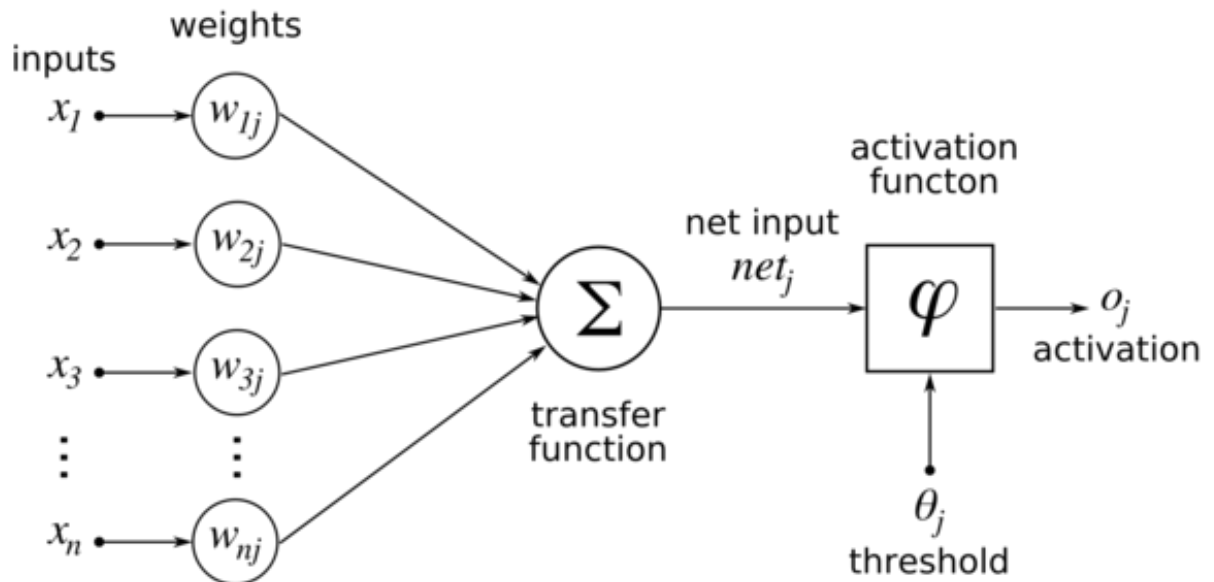 weights
inputs
x1
w1j
x2
w2j
x3
w3j
⋮
⋮
xn
wnj
Σ
transfer
function
net input
netj
activation
functon
φ
oj
activation
θj
threshold